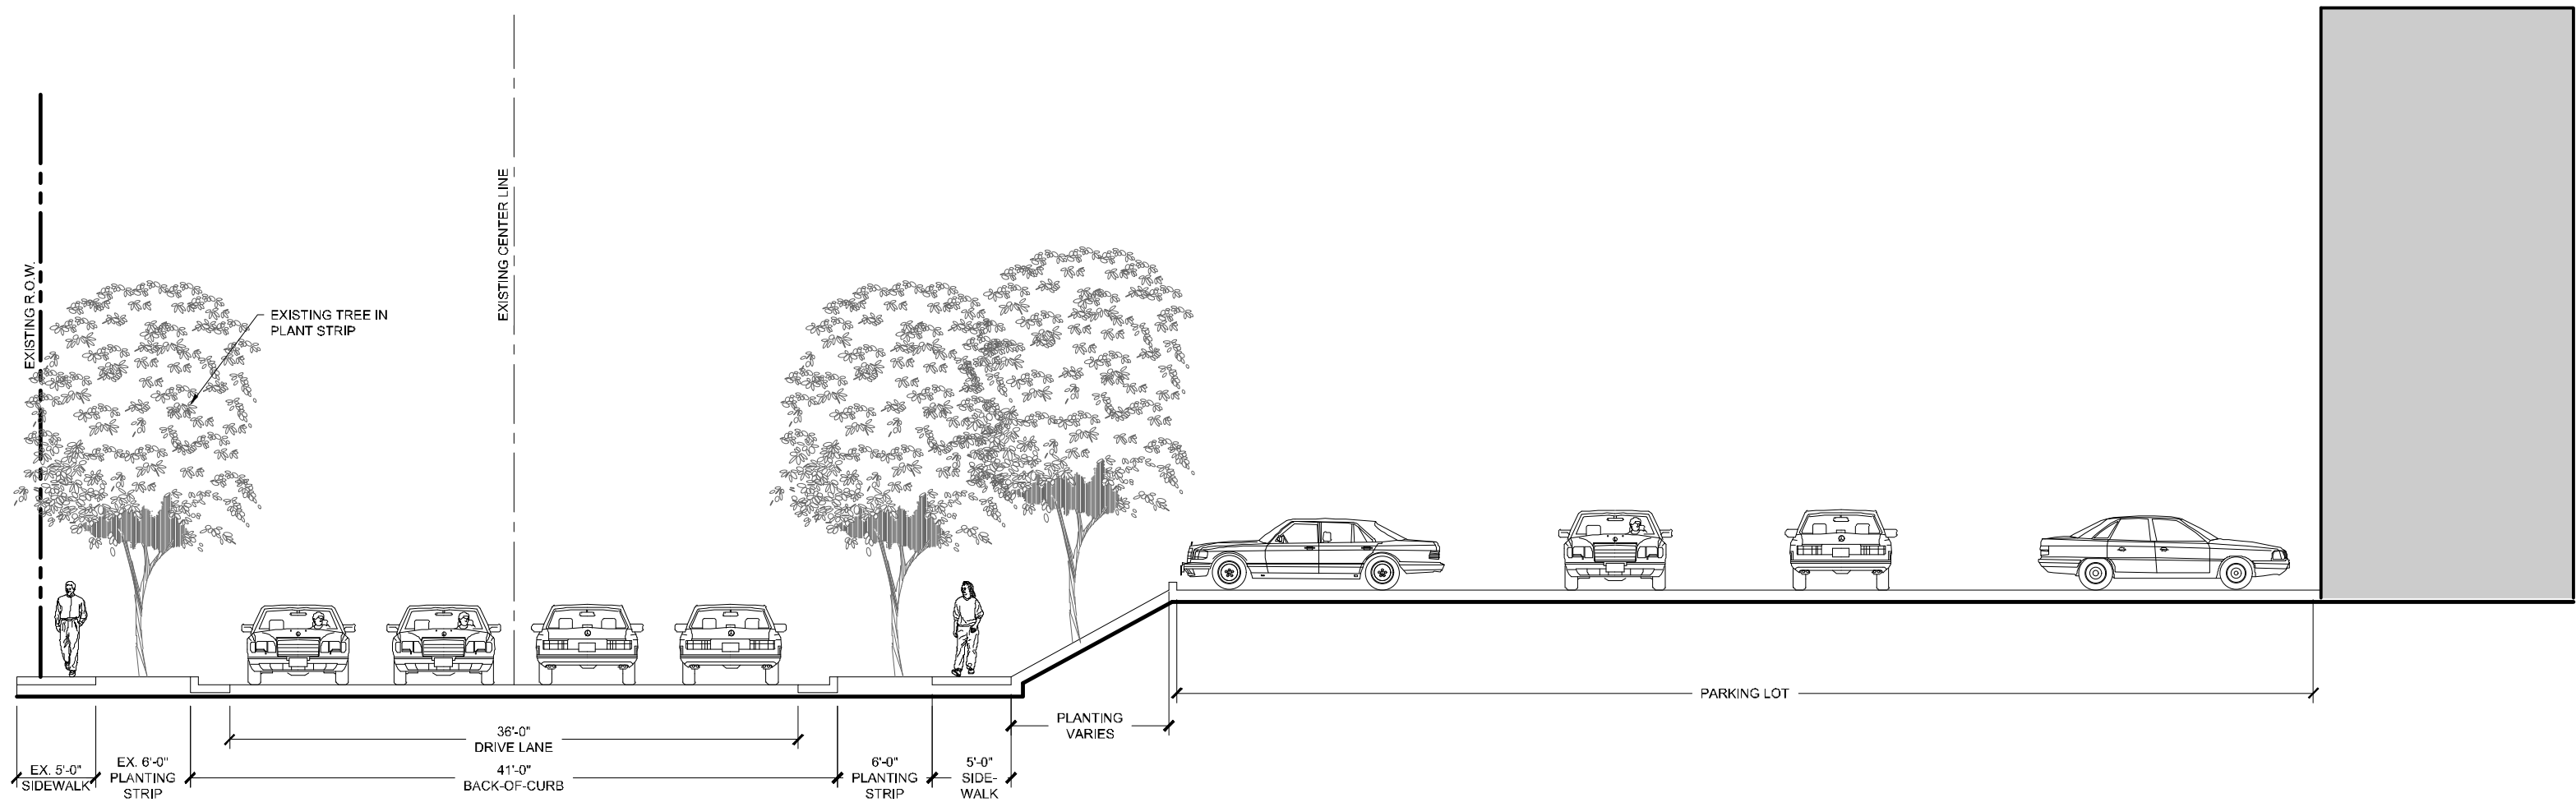 EXISTING R.O.W.
EXISTING TREE IN
PLANT STRIP
EXISTING CENTER LINE
36'-0"
DRIVE LANE
PLANTING
VARIES
PARKING LOT
EX. 5'-0"
SIDEWALK
EX. 6'-0"
PLANTING
STRIP
41'-0"
BACK-OF-CURB
6'-0"
PLANTING
STRIP
5'-0"
SIDE-
WALK